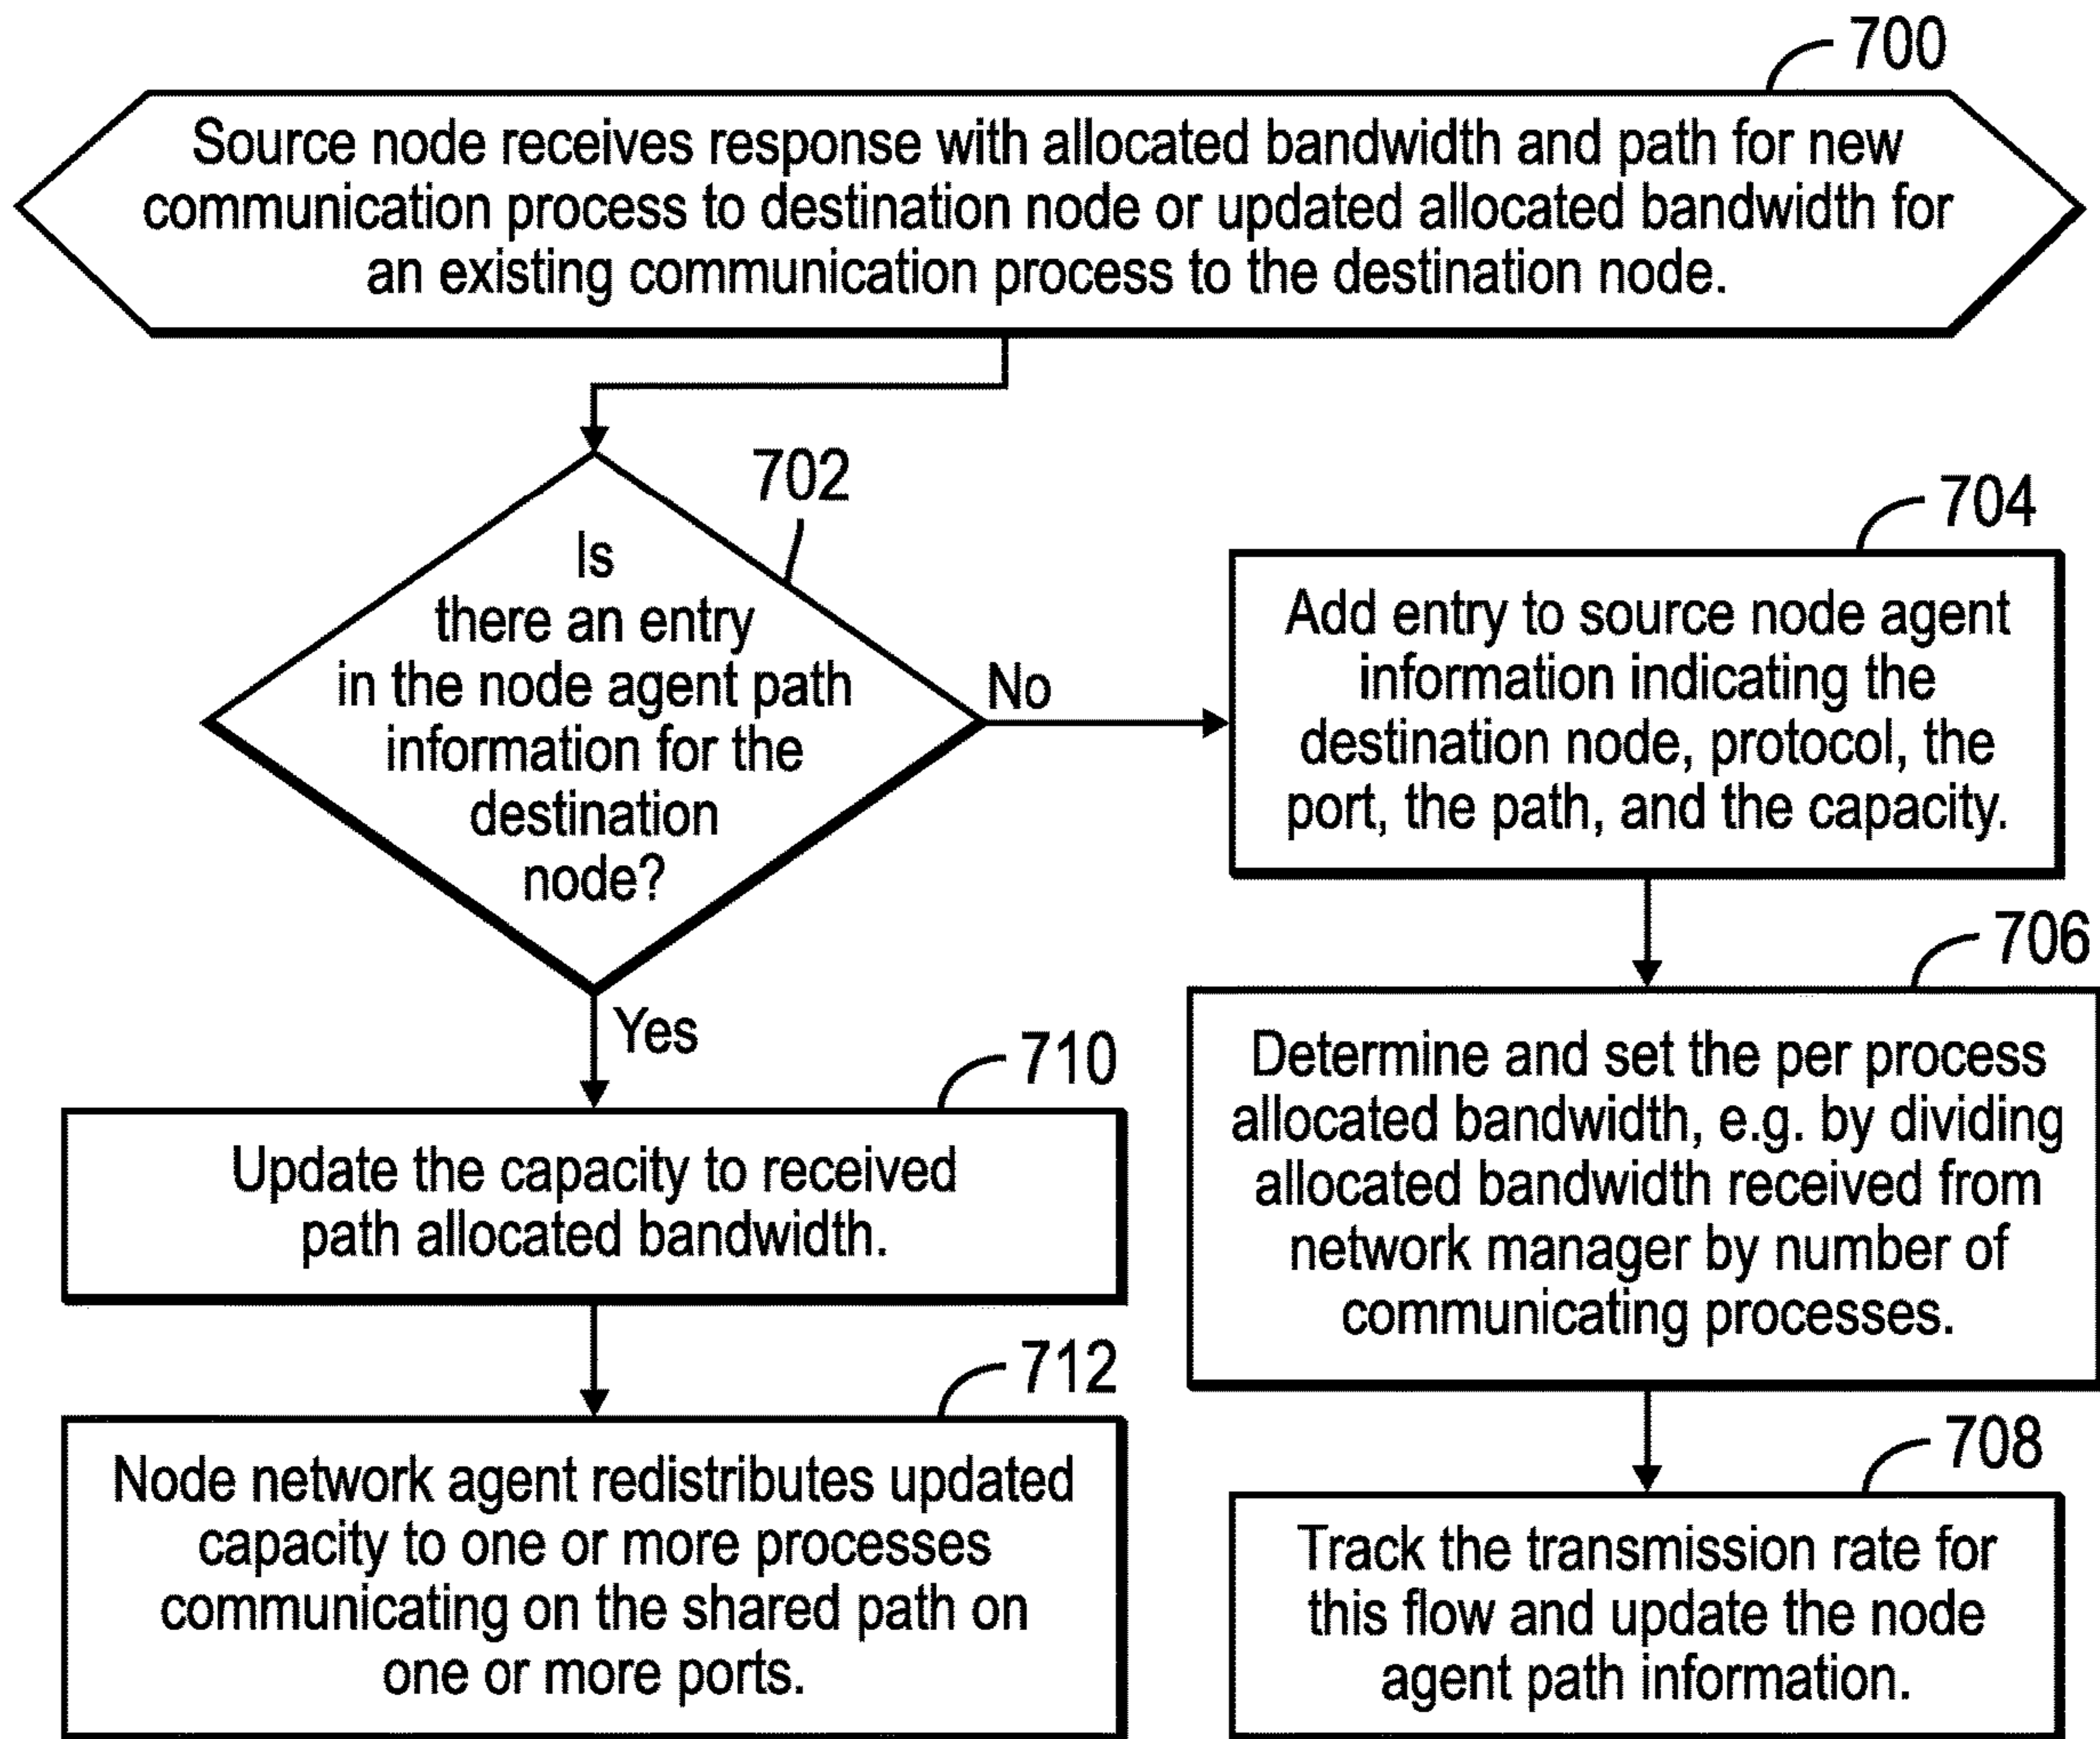 700
Source node receives response with allocated bandwidth and path for new
communication process to destination node or updated allocated bandwidth for
an existing communication process to the destination node.
702
Is
there an entry
in the node agent path
information for the
destination
node?
No
704
Add entry to source node agent
information indicating the
destination node, protocol, the
port, the path, and the capacity.
706
Determine and set the per process
allocated bandwidth, e.g. by dividing
allocated bandwidth received from
network manager by number of
communicating processes.
708
Track the transmission rate for
this flow and update the node
agent path information.
Yes
710
Update the capacity to received
path allocated bandwidth.
712
Node network agent redistributes updated
capacity to one or more processes
communicating on the shared path on
one or more ports.